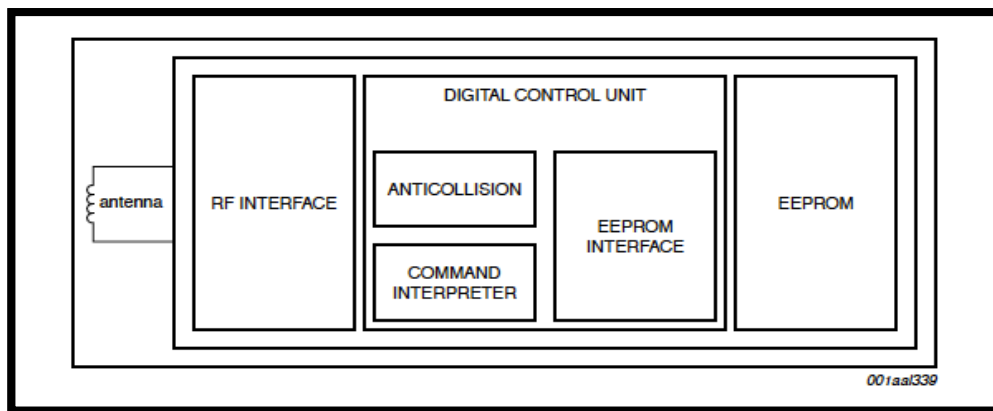 DIGITAL CONTROL UNIT
antenna
RF INTERFACE
ANTICOLLISION
COMMAND
INTERPRETER
EEPROM
INTERFACE
EEPROM
001aal339